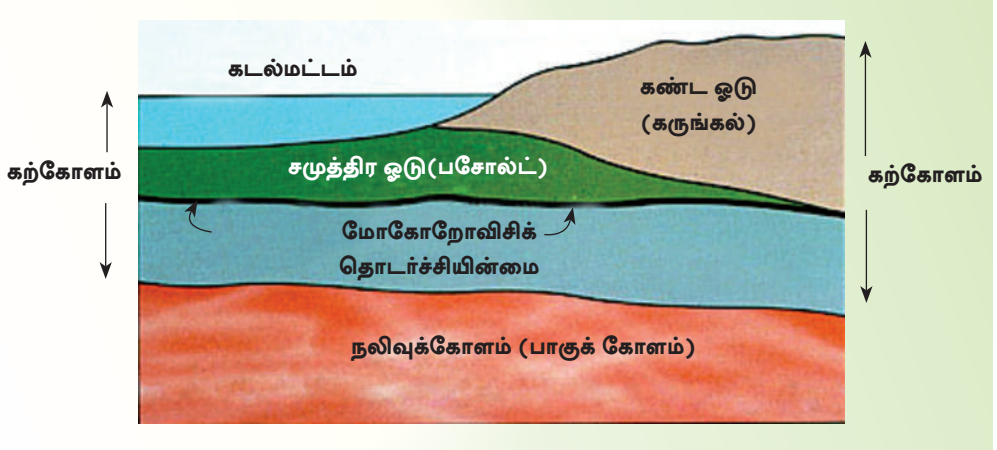 கடல்மட்டம்
கண்ட ஓடு
(கருங்கல்)
கற்கோளம்
சமுத்திர ஓடு(பசோல்ட்)
கற்கோளம்
மோகோறோவிசிக்
தொடர்ச்சியின்மை
நலிவுக்கோளம் (பாகுக் கோளம்)